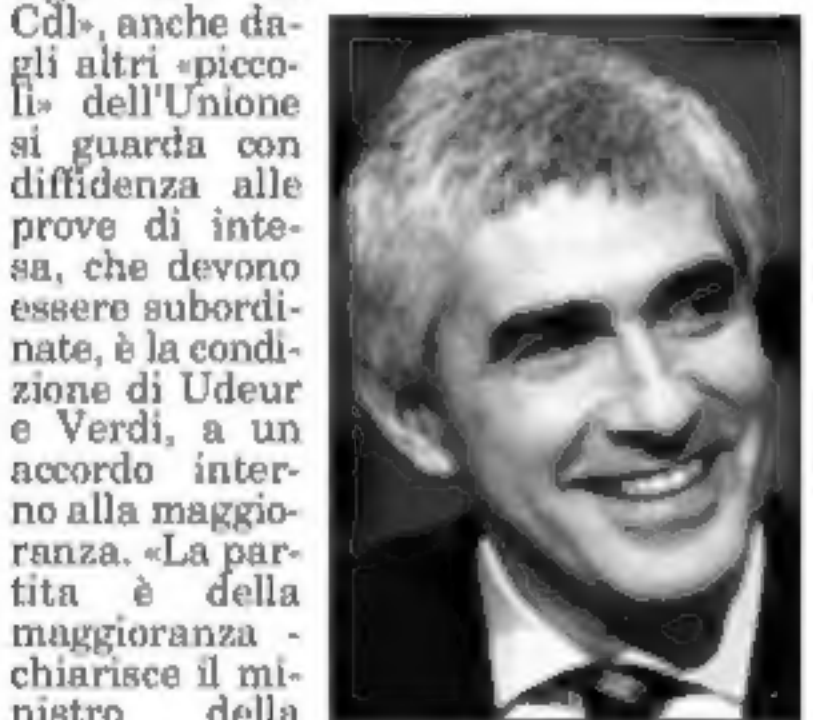 Cdl», anche da-
gli altri «picco-
li» dell'Unione
si guarda con
diffidenza alle
prove di inte-
sa, che devono
essere subordi-
nate, è la condi-
zione di Udeur
e Verdi, a un
accordo inter-
no alla maggio-
ranza. «La par-
tita è della
maggioranza -
chiarisce il mi-
nistro della